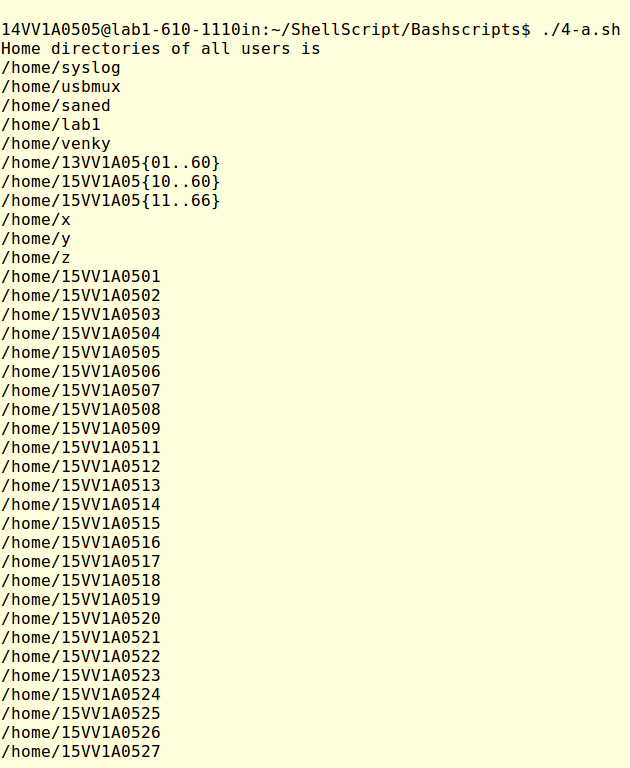 14VV1A0505@lab1-610-1110in:~/ShellScript/Bashscripts$ ./4-a.sh
Home directories of all users is
/home/syslog
/home/usbmux
/home/saned
/home/lab1
/home/venky
/home/13VV1A05{01..60}
/home/15VV1A05{10..60}
/home/15VV1A05{11..66}
/home/x
/home/y
/home/z
/home/15VV1A0501
/home/15VV1A0502
/home/15VV1A0503
/home/15VV1A0504
/home/15VV1A0505
/home/15VV1A0506
/home/15VV1A0507
/home/15VV1A0508
/home/15VV1A0509
/home/15VV1A0511
/home/15VV1A0512
/home/15VV1A0513
/home/15VV1A0514
/home/15VV1A0515
/home/15VV1A0516
/home/15VV1A0517
/home/15VV1A0518
/home/15VV1A0519
/home/15VV1A0520
/home/15VV1A0521
/home/15VV1A0522
/home/15VV1A0523
/home/15VV1A0524
/home/15VV1A0525
/home/15VV1A0526
/home/15VV1A0527